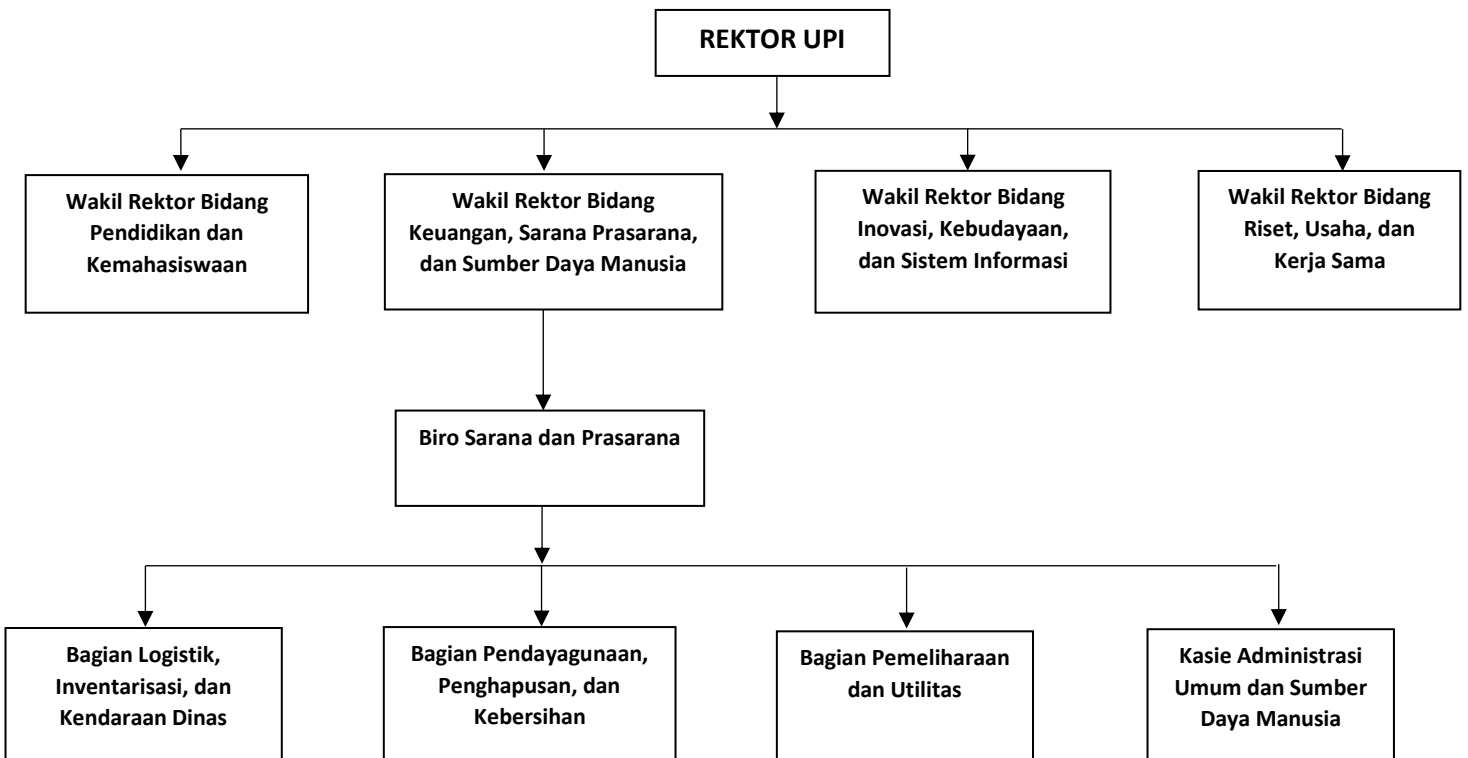 REKTOR UPI
Wakil Rektor Bidang
Pendidikan dan
Kemahasiswaan
Wakil Rektor Bidang
Keuangan, Sarana Prasarana,
dan Sumber Daya Manusia
Wakil Rektor Bidang
Inovasi, Kebudayaan,
dan Sistem Informasi
Wakil Rektor Bidang
Riset, Usaha, dan
Kerja Sama
Biro Sarana dan Prasarana
Bagian Logistik,
Inventarisasi, dan
Kendaraan Dinas
Bagian Pendayagunaan,
Penghapusan, dan
Kebersihan
Bagian Pemeliharaan
dan Utilitas
Kasie Administrasi
Umum dan Sumber
Daya Manusia